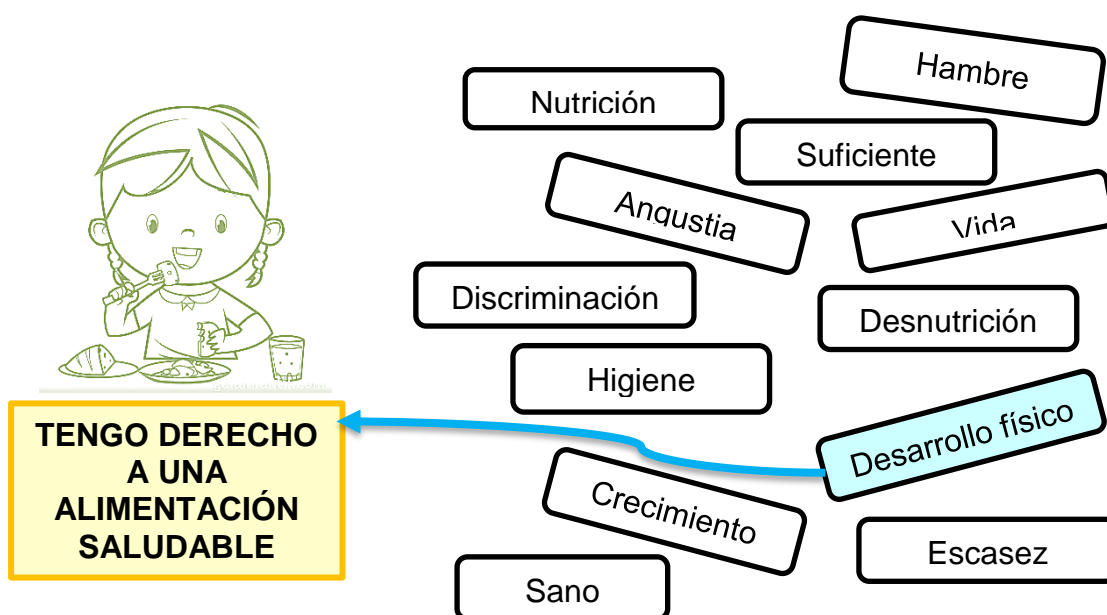 Hambre
Nutrición
Suficiente
Angustia
Vida
Discriminación
Desnutrición
Higiene
TENGO DERECHO
A UNA
ALIMENTACIÓN
SALUDABLE
Desarrollo físico
Crecimiento
Escasez
Sano